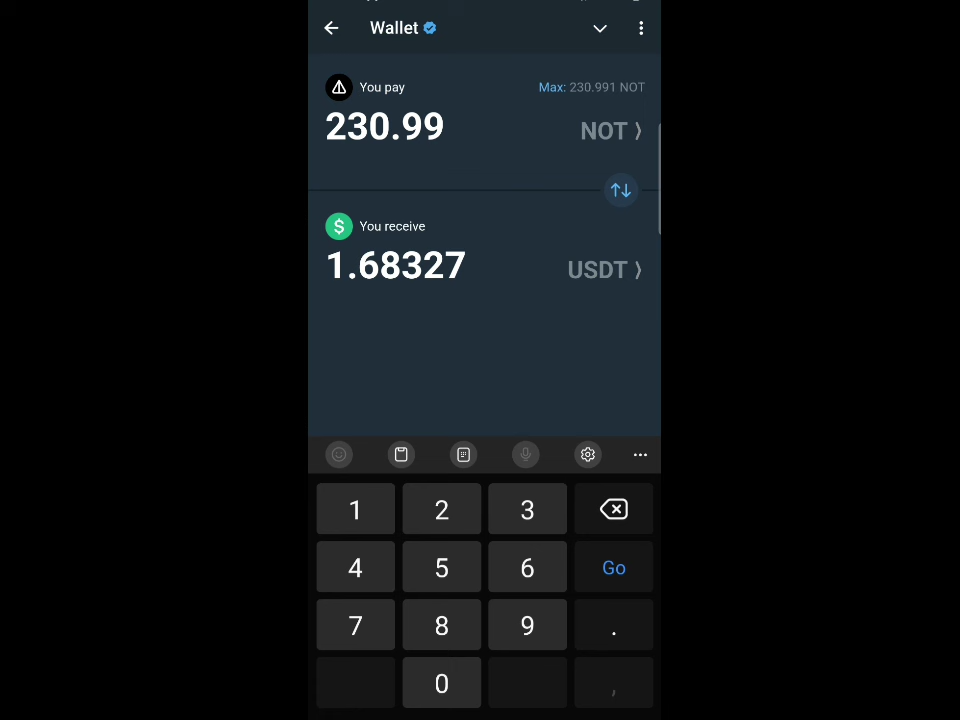 Wallet
You pay
Max: 230.991 NOT
230.99
NOT ⟩
You receive
1.68327
USDT ⟩
1 2 3
4 5 6 Go
7 8 9 .
0 ,